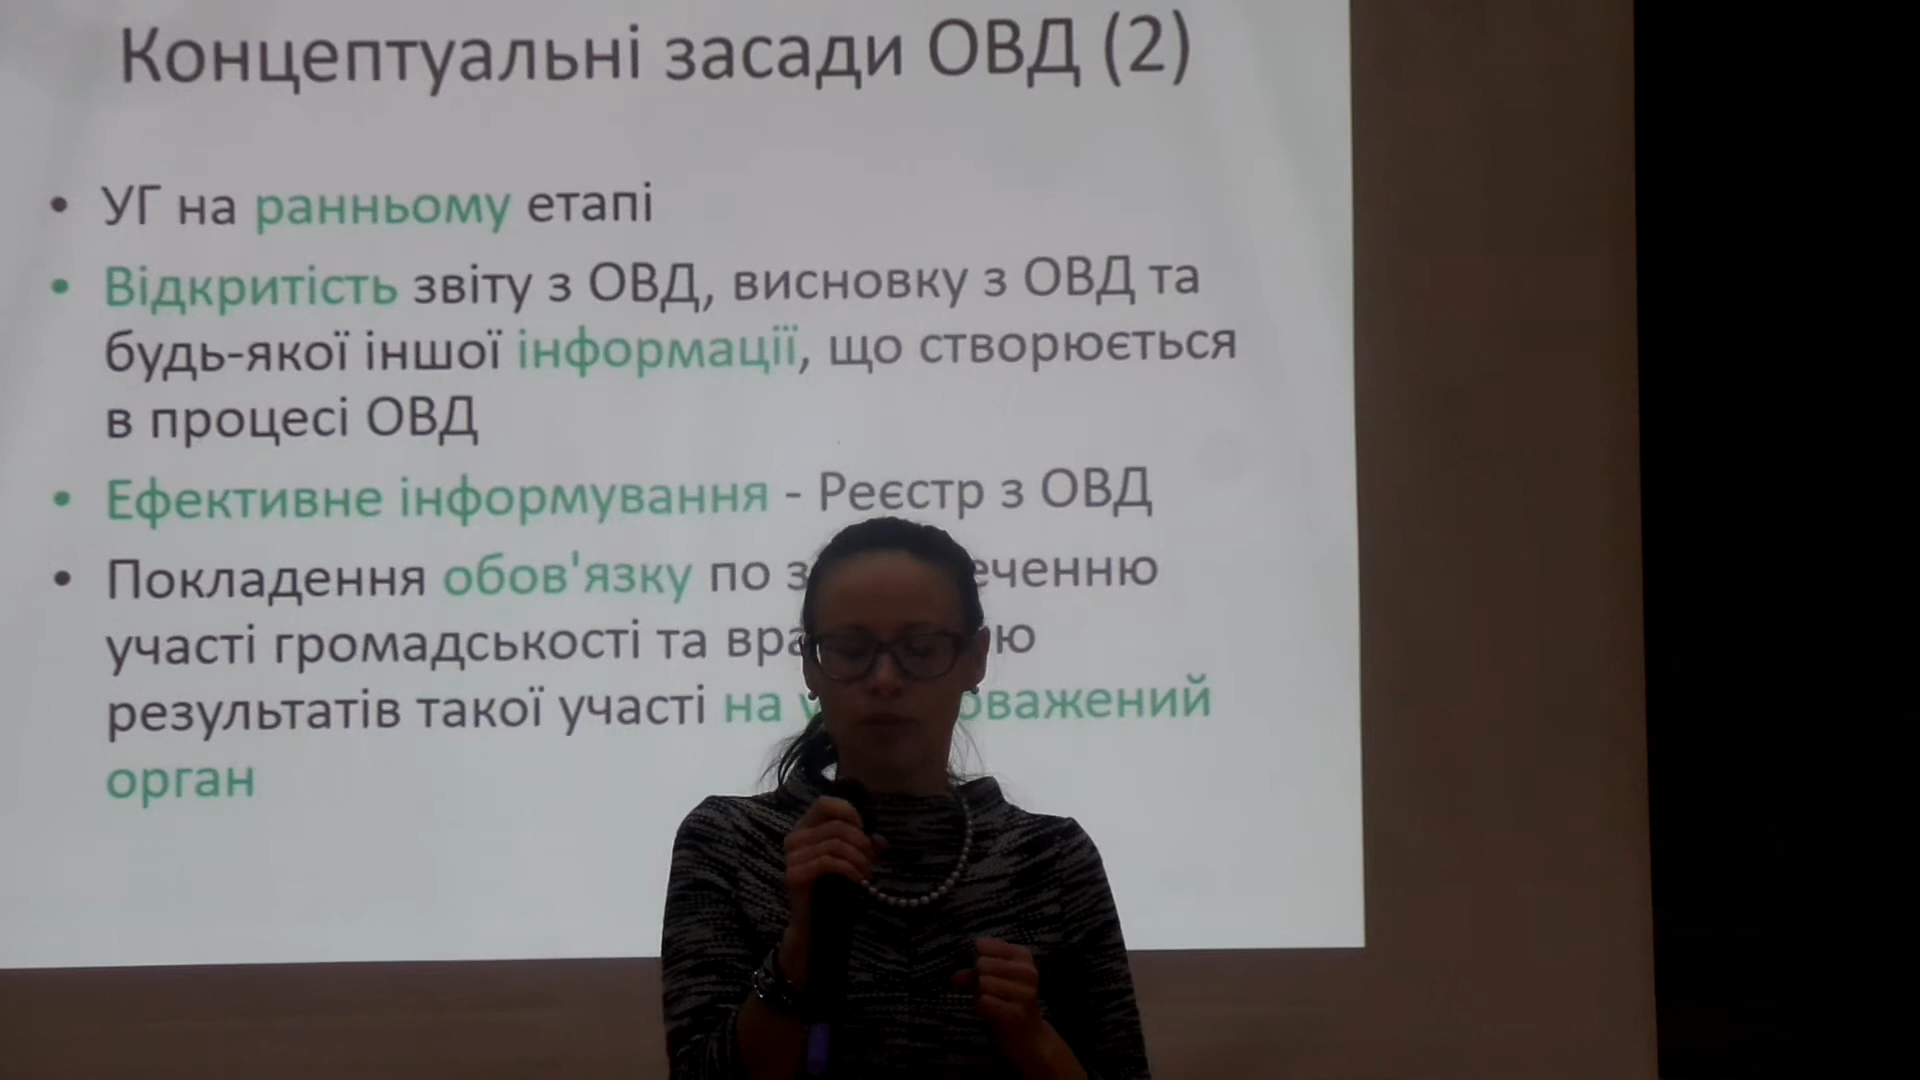 Концептуальні засади ОВД (2)
• УГ на ранньому етапі
• Відкритість звіту з ОВД, висновку з ОВД та
будь-якої іншої інформації, що створюється
в процесі ОВД
• Ефективне інформування - Реєстр з ОВД
• Покладення обов'язку по
участі громадськості та
результатів такої участі на
орган